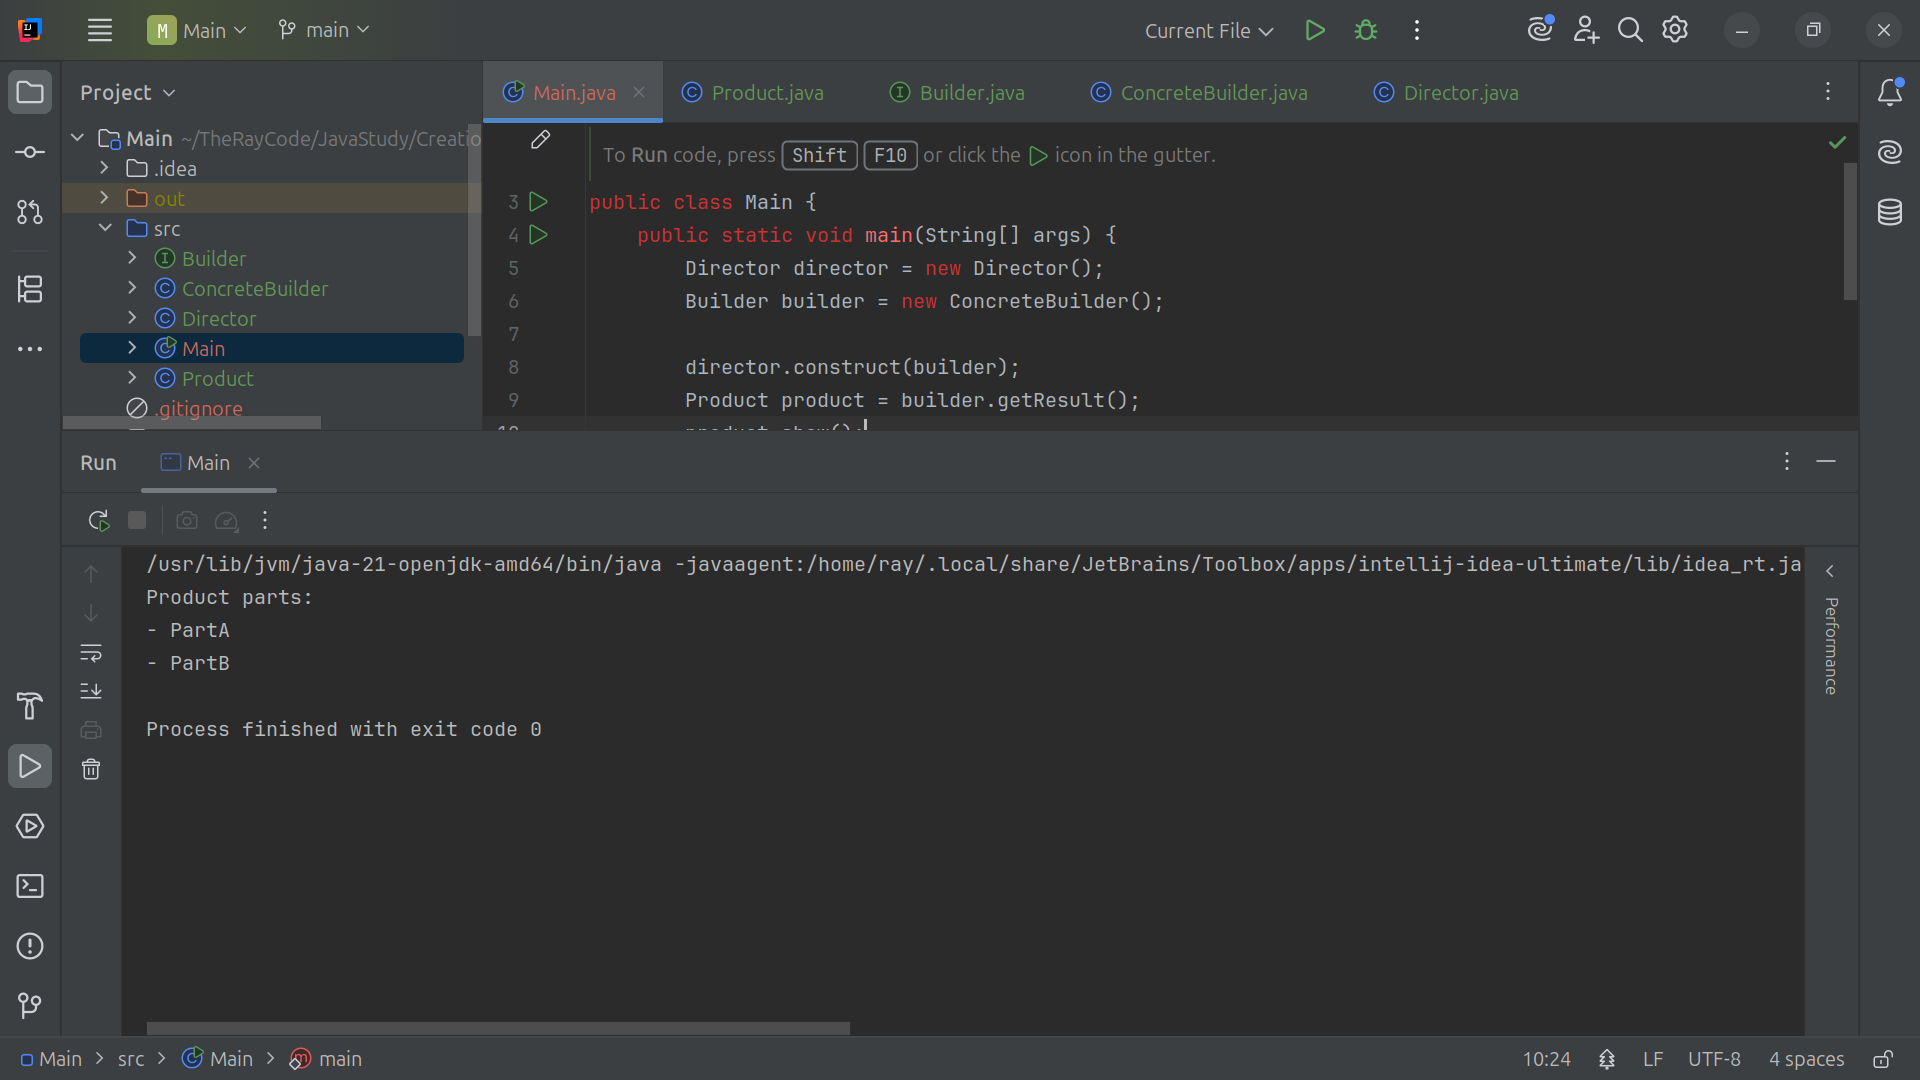 M Main main Current File
Project
Main.java Product.java Builder.java ConcreteBuilder.java Director.java
Main ~/TheRayCode/JavaStudy/Creatio
.idea
out
src
Builder
ConcreteBuilder
Director
Main
Product
.gitignore
To Run code, press Shift F10 or click the icon in the gutter.
3 public class Main {
4 public static void main(String[] args) {
5 Director director = new Director();
6 Builder builder = new ConcreteBuilder();
7
8 director.construct(builder);
9 Product product = builder.getResult();
10 product.show();
Run Main
/usr/lib/jvm/java-21-openjdk-amd64/bin/java -javaagent:/home/ray/.local/share/JetBrains/Toolbox/apps/intellij-idea-ultimate/lib/idea_rt.ja
Product parts:
- PartA
- PartB
Process finished with exit code 0
Performance
Main src Main main 10:24 LF UTF-8 4 spaces